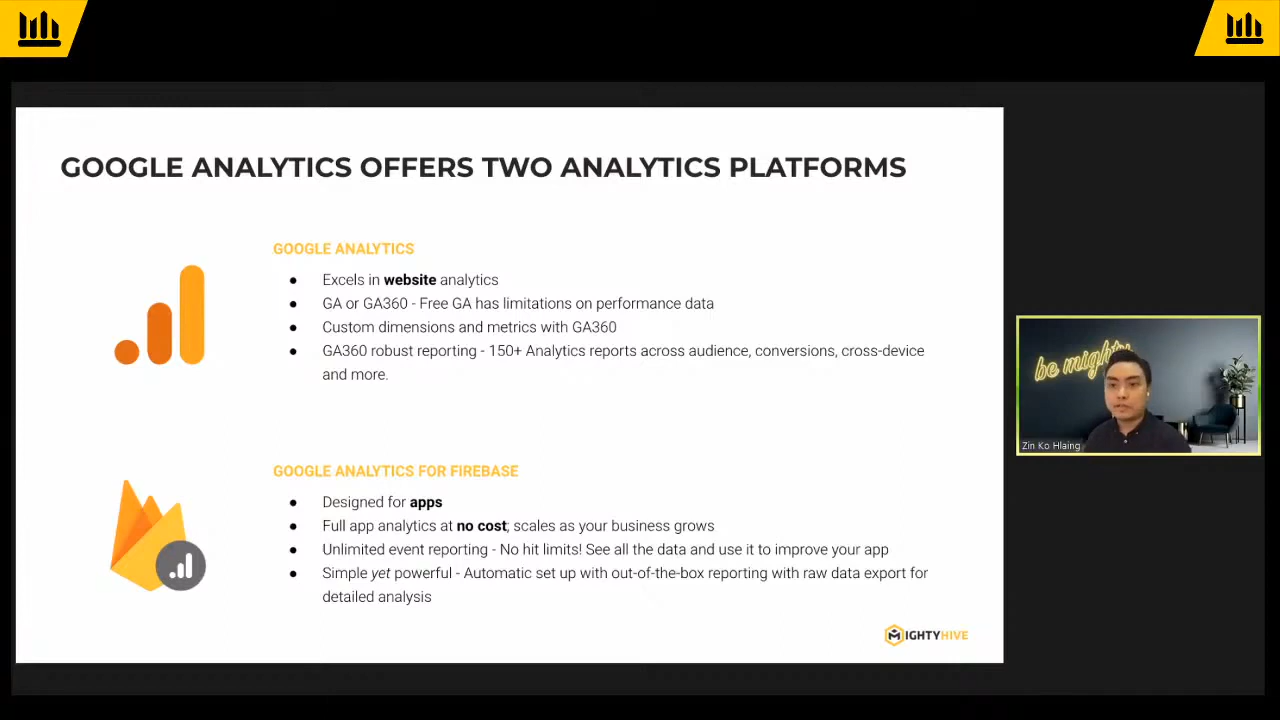 GOOGLE ANALYTICS OFFERS TWO ANALYTICS PLATFORMS
GOOGLE ANALYTICS
● Excels in website analytics
● GA or GA360 - Free GA has limitations on performance data
● Custom dimensions and metrics with GA360
● GA360 robust reporting - 150+ Analytics reports across audience, conversions, cross-device
and more.
GOOGLE ANALYTICS FOR FIREBASE
● Designed for apps
● Full app analytics at no cost; scales as your business grows
● Unlimited event reporting - No hit limits! See all the data and use it to improve your app
● Simple yet powerful - Automatic set up with out-of-the-box reporting with raw data export for
detailed analysis
MIGHTYHIVE
be mighty
Zin Ko Hlaing